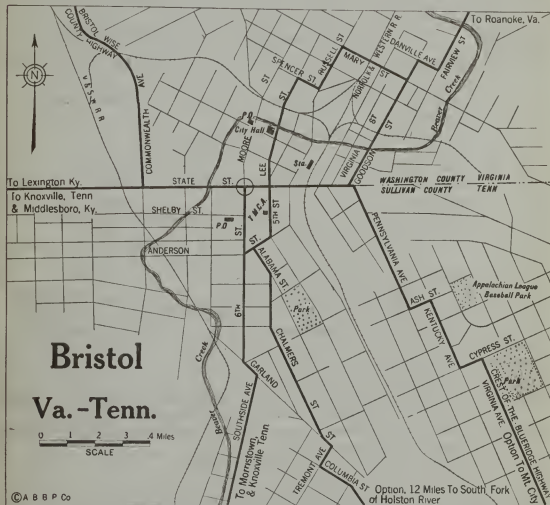 To Roanoke, Va.
BRISTOL WISE
COUNTY HIGHWAY
V & S W R R
COMMONWEALTH AVE
N
SPENCER ST
RUSSELL ST
MARY ST
NORFOLK & WESTERN R R
DANVILLE AVE
FAIRVIEW ST
Beaver Creek
P.O.
City Hall
MOORE ST
LEE ST
Sta.
VIRGINIA
GOODSON ST
WASHINGTON COUNTY VIRGINIA
SULLIVAN COUNTY TENN
To Lexington Ky.
STATE ST.
To Knoxville, Tenn
& Middlesboro, Ky.
SHELBY ST.
P.O
Y.M.C.A.
5TH ST
ANDERSON ST
ALABAMA ST.
PENNSYLVANIA AVE
Appalachian League
Baseball Park
Park
ASH ST.
KENTUCKY AVE
6TH ST.
CHALMERS ST
CYPRESS ST.
Park
Bristol
Va.-Tenn.
Beaver Creek
GARLAND
SOUTHSIDE AVE
VIRGINIA AVE.
CREST OF THE BLUERIDGE HIGHWAY
Option To Mt. City
0 1 2 3 .4 Miles
SCALE
To Morristown,
& Knoxville Tenn
TREMONT AVE
COLUMBIA ST
Option, 12 Miles To South Fork
of Holston River
© A B B P Co